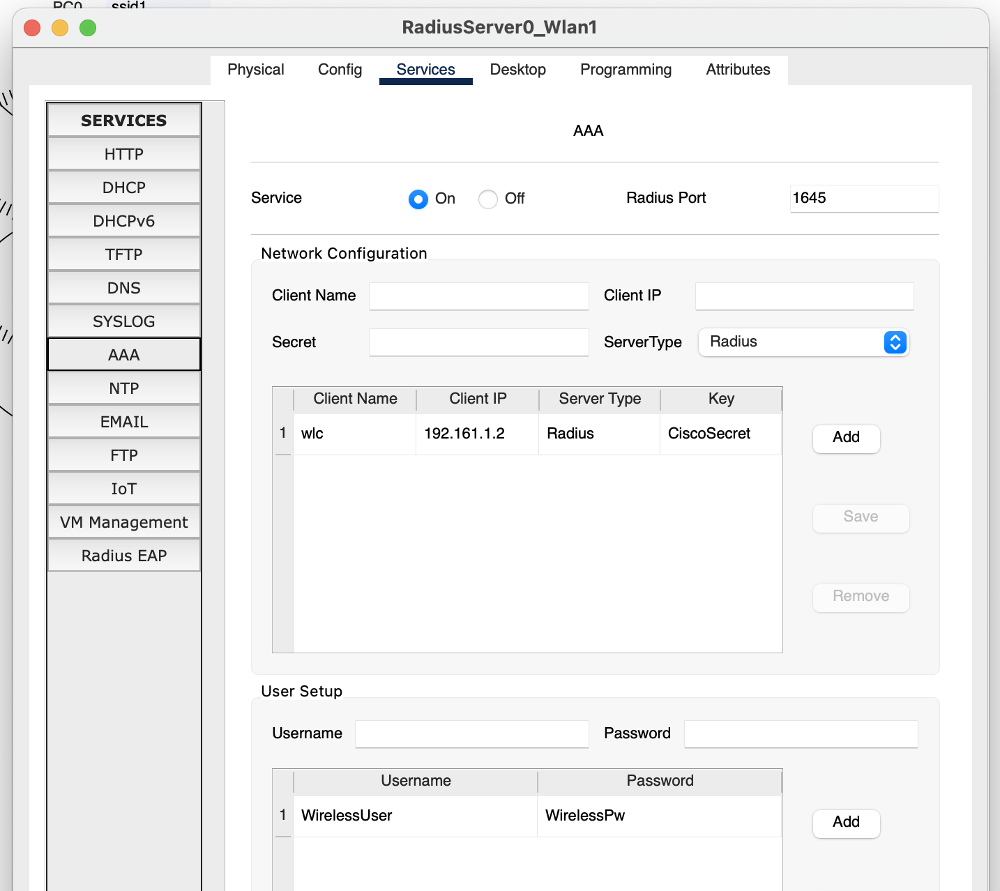 PC0 ssid1
RadiusServer0_Wlan1
Physical Config Services Desktop Programming Attributes
SERVICES
HTTP
DHCP
DHCPv6
TFTP
DNS
SYSLOG
AAA
NTP
EMAIL
FTP
IoT
VM Management
Radius EAP
AAA
Service On Off Radius Port 1645
Network Configuration
Client Name Client IP
Secret ServerType Radius
Client Name Client IP Server Type Key
1 wlc 192.161.1.2 Radius CiscoSecret
Add
Save
Remove
User Setup
Username Password
Username Password
1 WirelessUser WirelessPw
Add